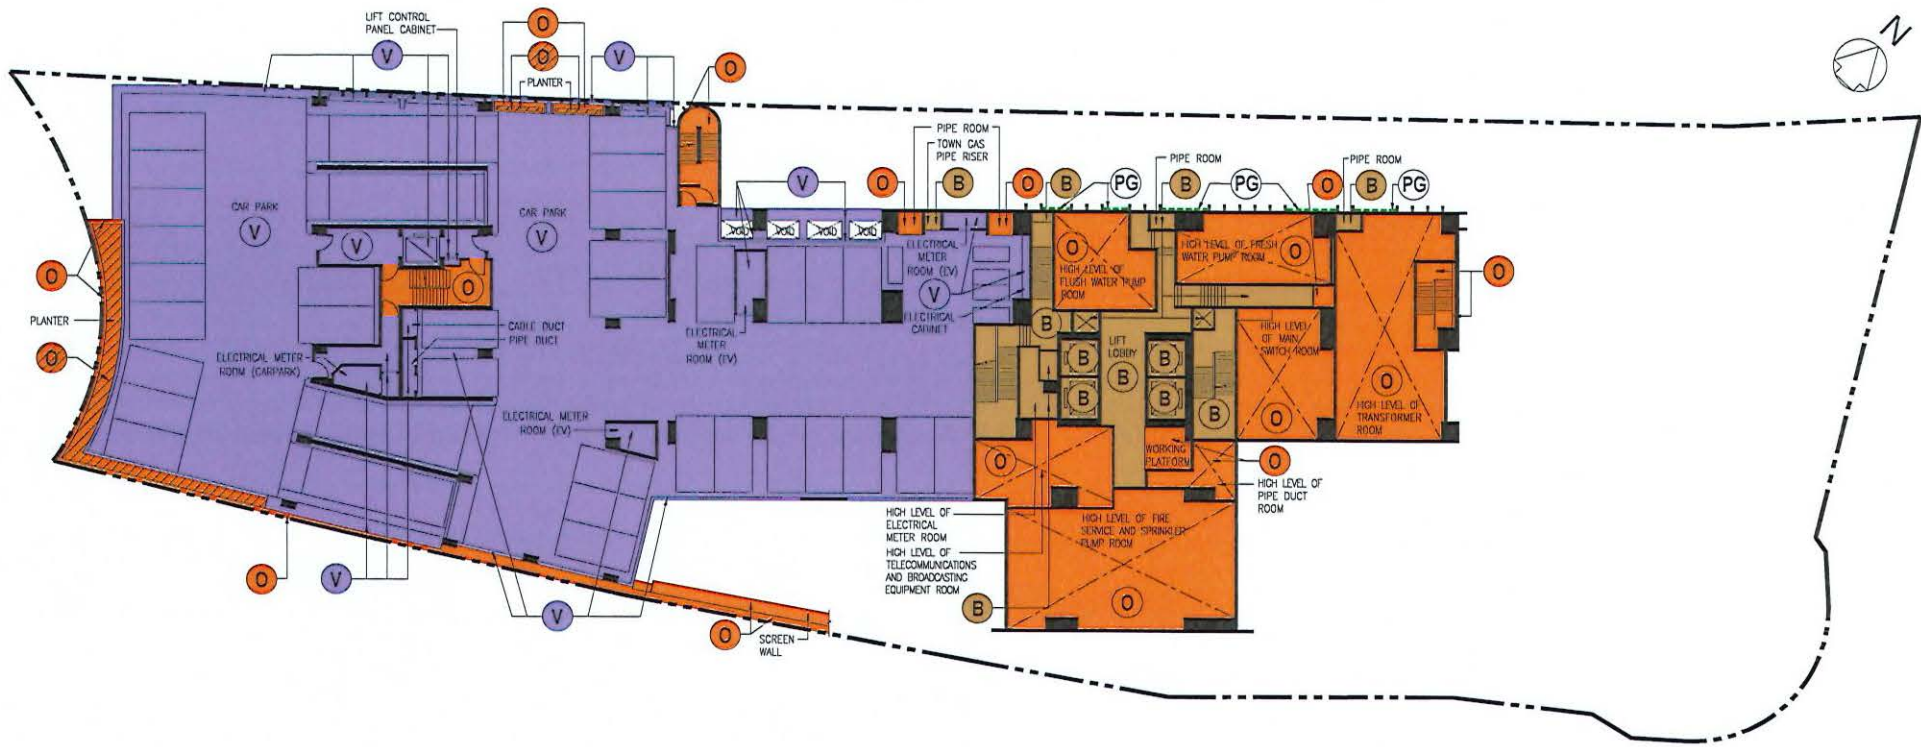 LIFT CONTROL
PANEL CABINET
O
V
O
V
PLANTER
O
N
PIPE ROOM
TOWN GAS
PIPE RISER
PIPE ROOM
PIPE ROOM
V
O
B
O
B
PG
B
PG
O
B
PG
CAR PARK
V
CAR PARK
V
V
VOID
VOID
VOID
VOID
ELECTRICAL
METER
ROOM (EV)
V
ELECTRICAL
CABINET
O
HIGH LEVEL OF
FLUSH WATER PUMP
ROOM
HIGH LEVEL OF FRESH
WATER PUMP ROOM
O
O
O
O
PLANTER
O
CABLE DUCT
PIPE DUCT
ELECTRICAL METER
ROOM (CARPARK)
ELECTRICAL
METER
ROOM (EV)
B
LIFT
LOBBY
B
B
B
B
B
B
HIGH LEVEL
OF MAIN
SWITCH ROOM
O
O
HIGH LEVEL OF
TRANSFORMER
ROOM
ELECTRICAL METER
ROOM (EV)
O
WORKING
PLATFORM
O
HIGH LEVEL OF
PIPE DUCT
ROOM
HIGH LEVEL OF
ELECTRICAL
METER ROOM
HIGH LEVEL OF
TELECOMMUNICATIONS
AND BROADCASTING
EQUIPMENT ROOM
HIGH LEVEL OF FIRE
SERVICE AND SPRINKLER
PUMP ROOM
O
B
O
V
V
O
SCREEN
WALL